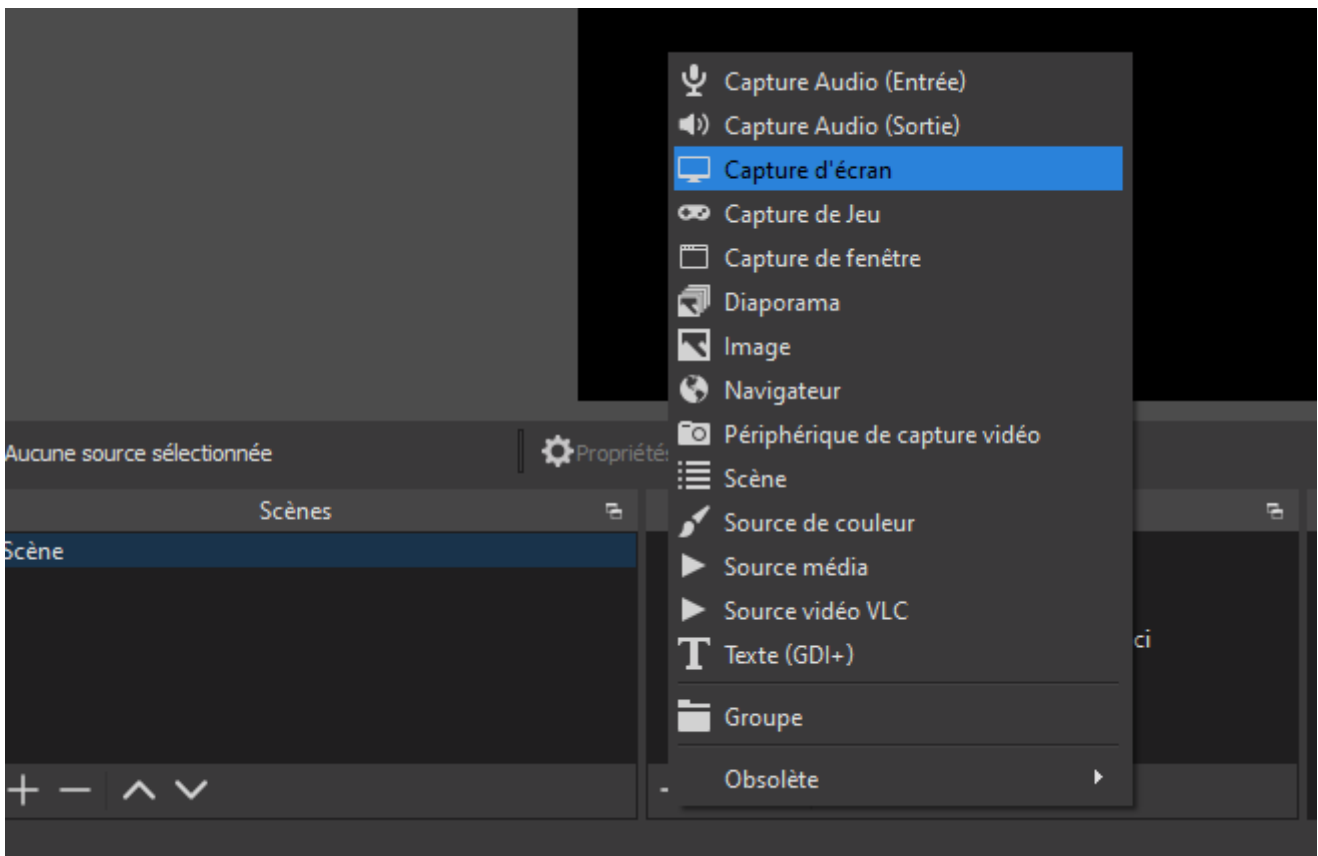 Capture Audio (Entrée)
Capture Audio (Sortie)
Capture d'écran
Capture de Jeu
Capture de fenêtre
Diaporama
Image
Navigateur
Périphérique de capture vidéo
Scène
Source de couleur
Source média
Source vidéo VLC
Texte (GDI+)
Groupe
Obsolète
Aucune source sélectionnée
Propriétés
Scènes
Scène
ci